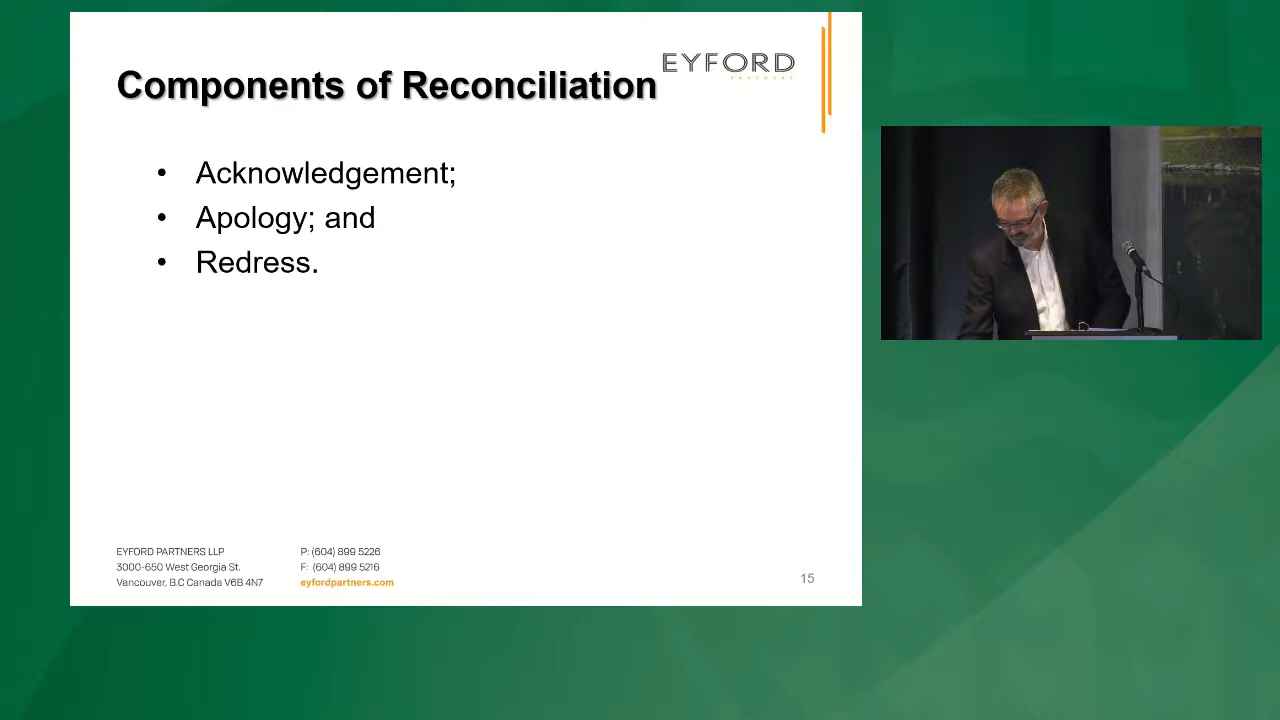 EYFORD
PARTNERS
Components of Reconciliation
• Acknowledgement;
• Apology; and
• Redress.
EYFORD PARTNERS LLP
3000-650 West Georgia St.
Vancouver, B.C Canada V6B 4N7
P: (604) 899 5226
F: (604) 899 5216
eyfordpartners.com
15